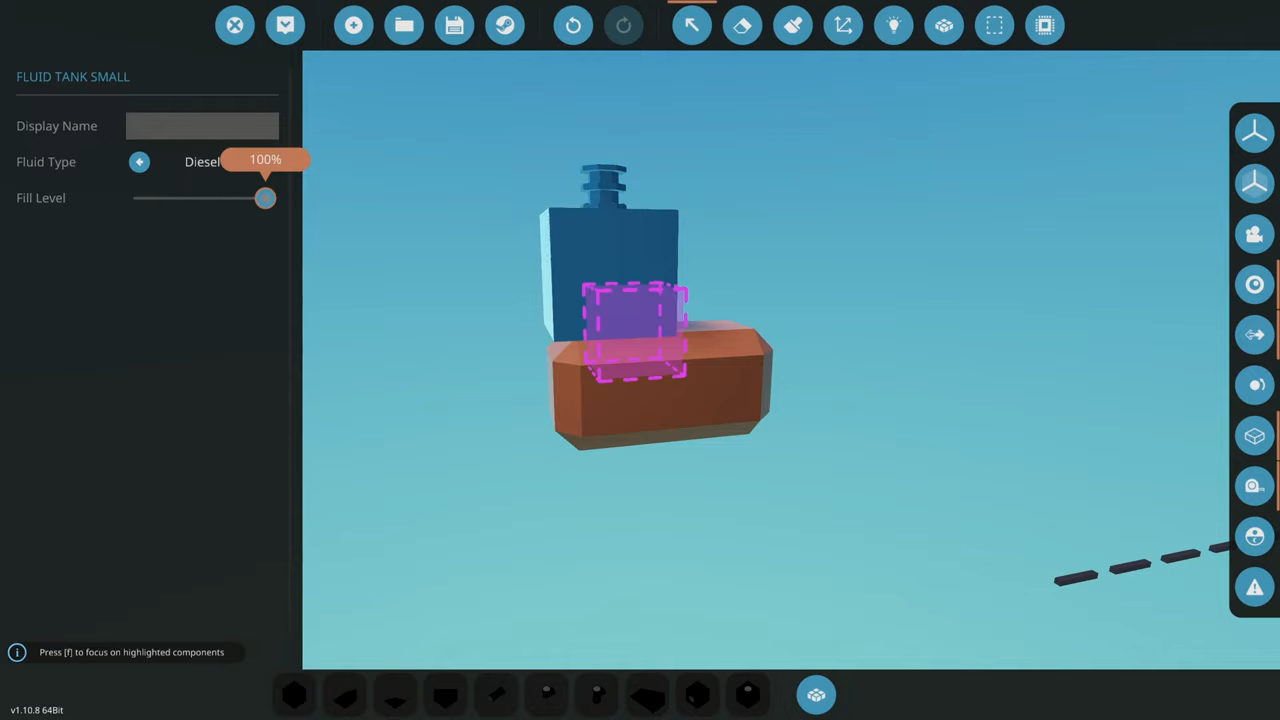 FLUID TANK SMALL
Display Name
Fluid Type Diesel
100%
Fill Level
Press [f] to focus on highlighted components
v1.10.8 64Bit